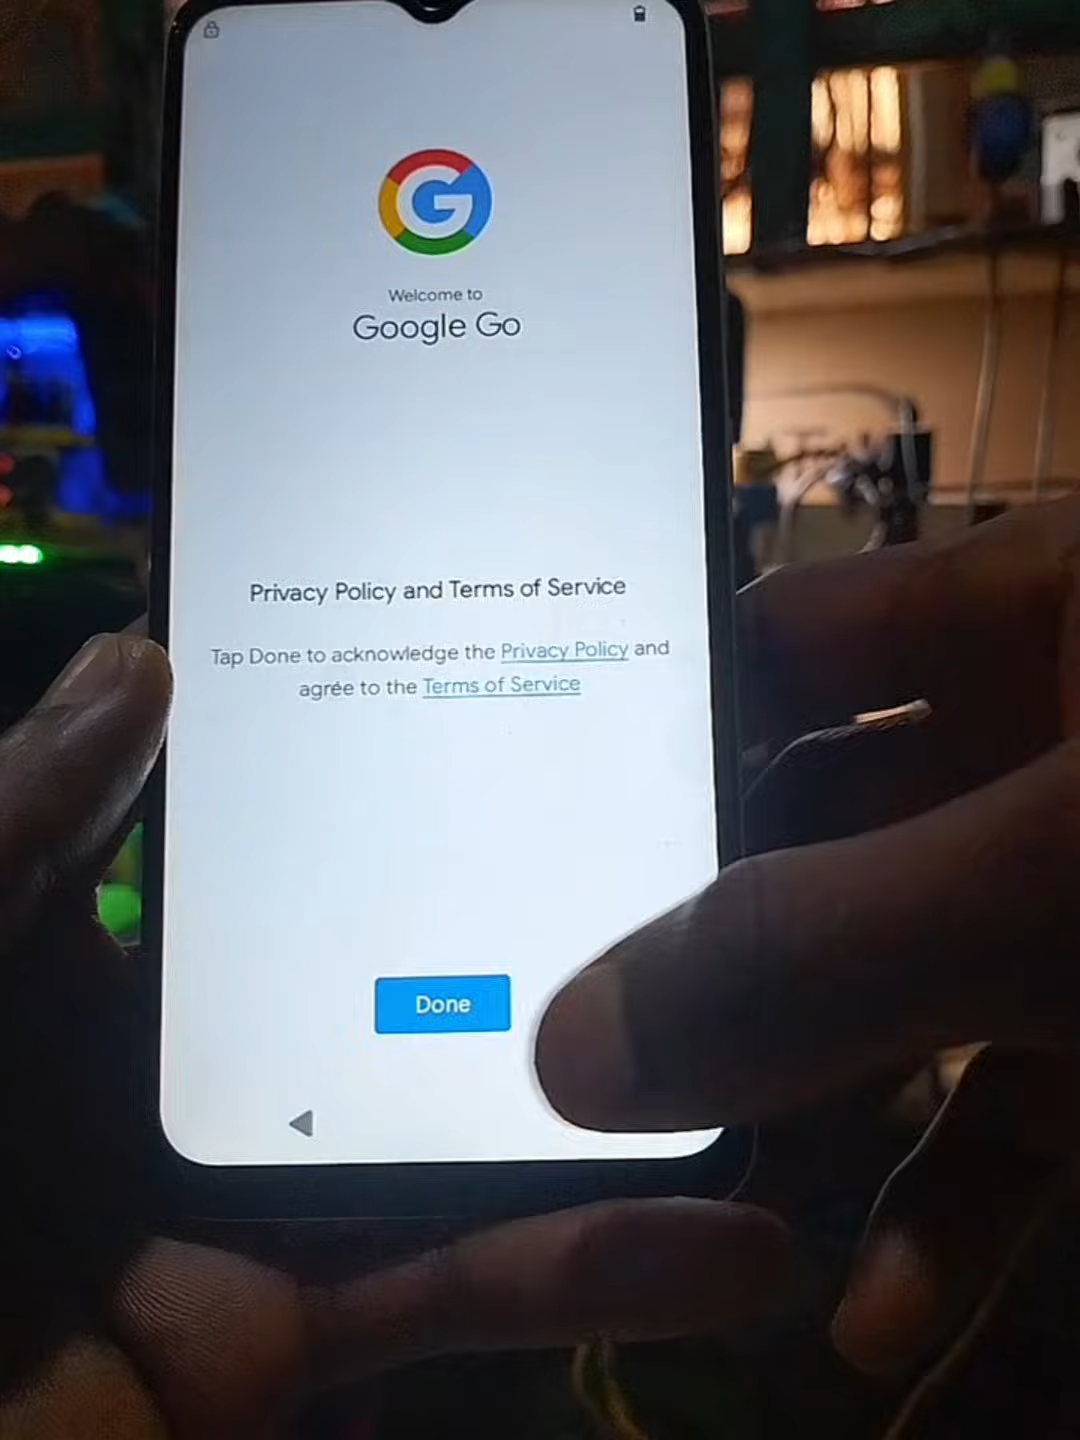 Welcome to
Google Go
Privacy Policy and Terms of Service
Tap Done to acknowledge the Privacy Policy and
agree to the Terms of Service
Done